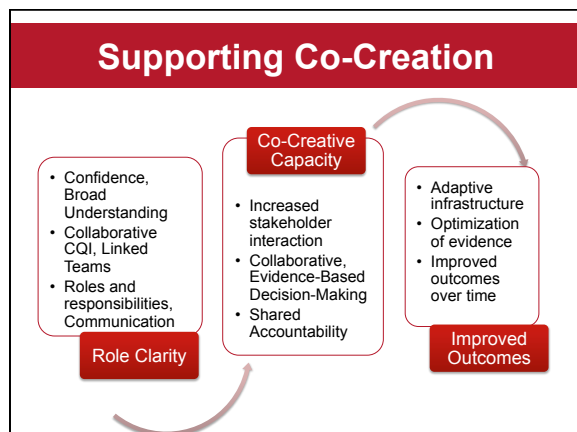 Supporting Co-Creation
• Confidence,
Broad
Understanding
• Collaborative
CQI, Linked
Teams
• Roles and
responsibilities,
Communication
Role Clarity
Co-Creative
Capacity
• Increased
stakeholder
interaction
• Collaborative,
Evidence-Based
Decision-Making
• Shared
Accountability
• Adaptive
infrastructure
• Optimization
of evidence
• Improved
outcomes
over time
Improved
Outcomes